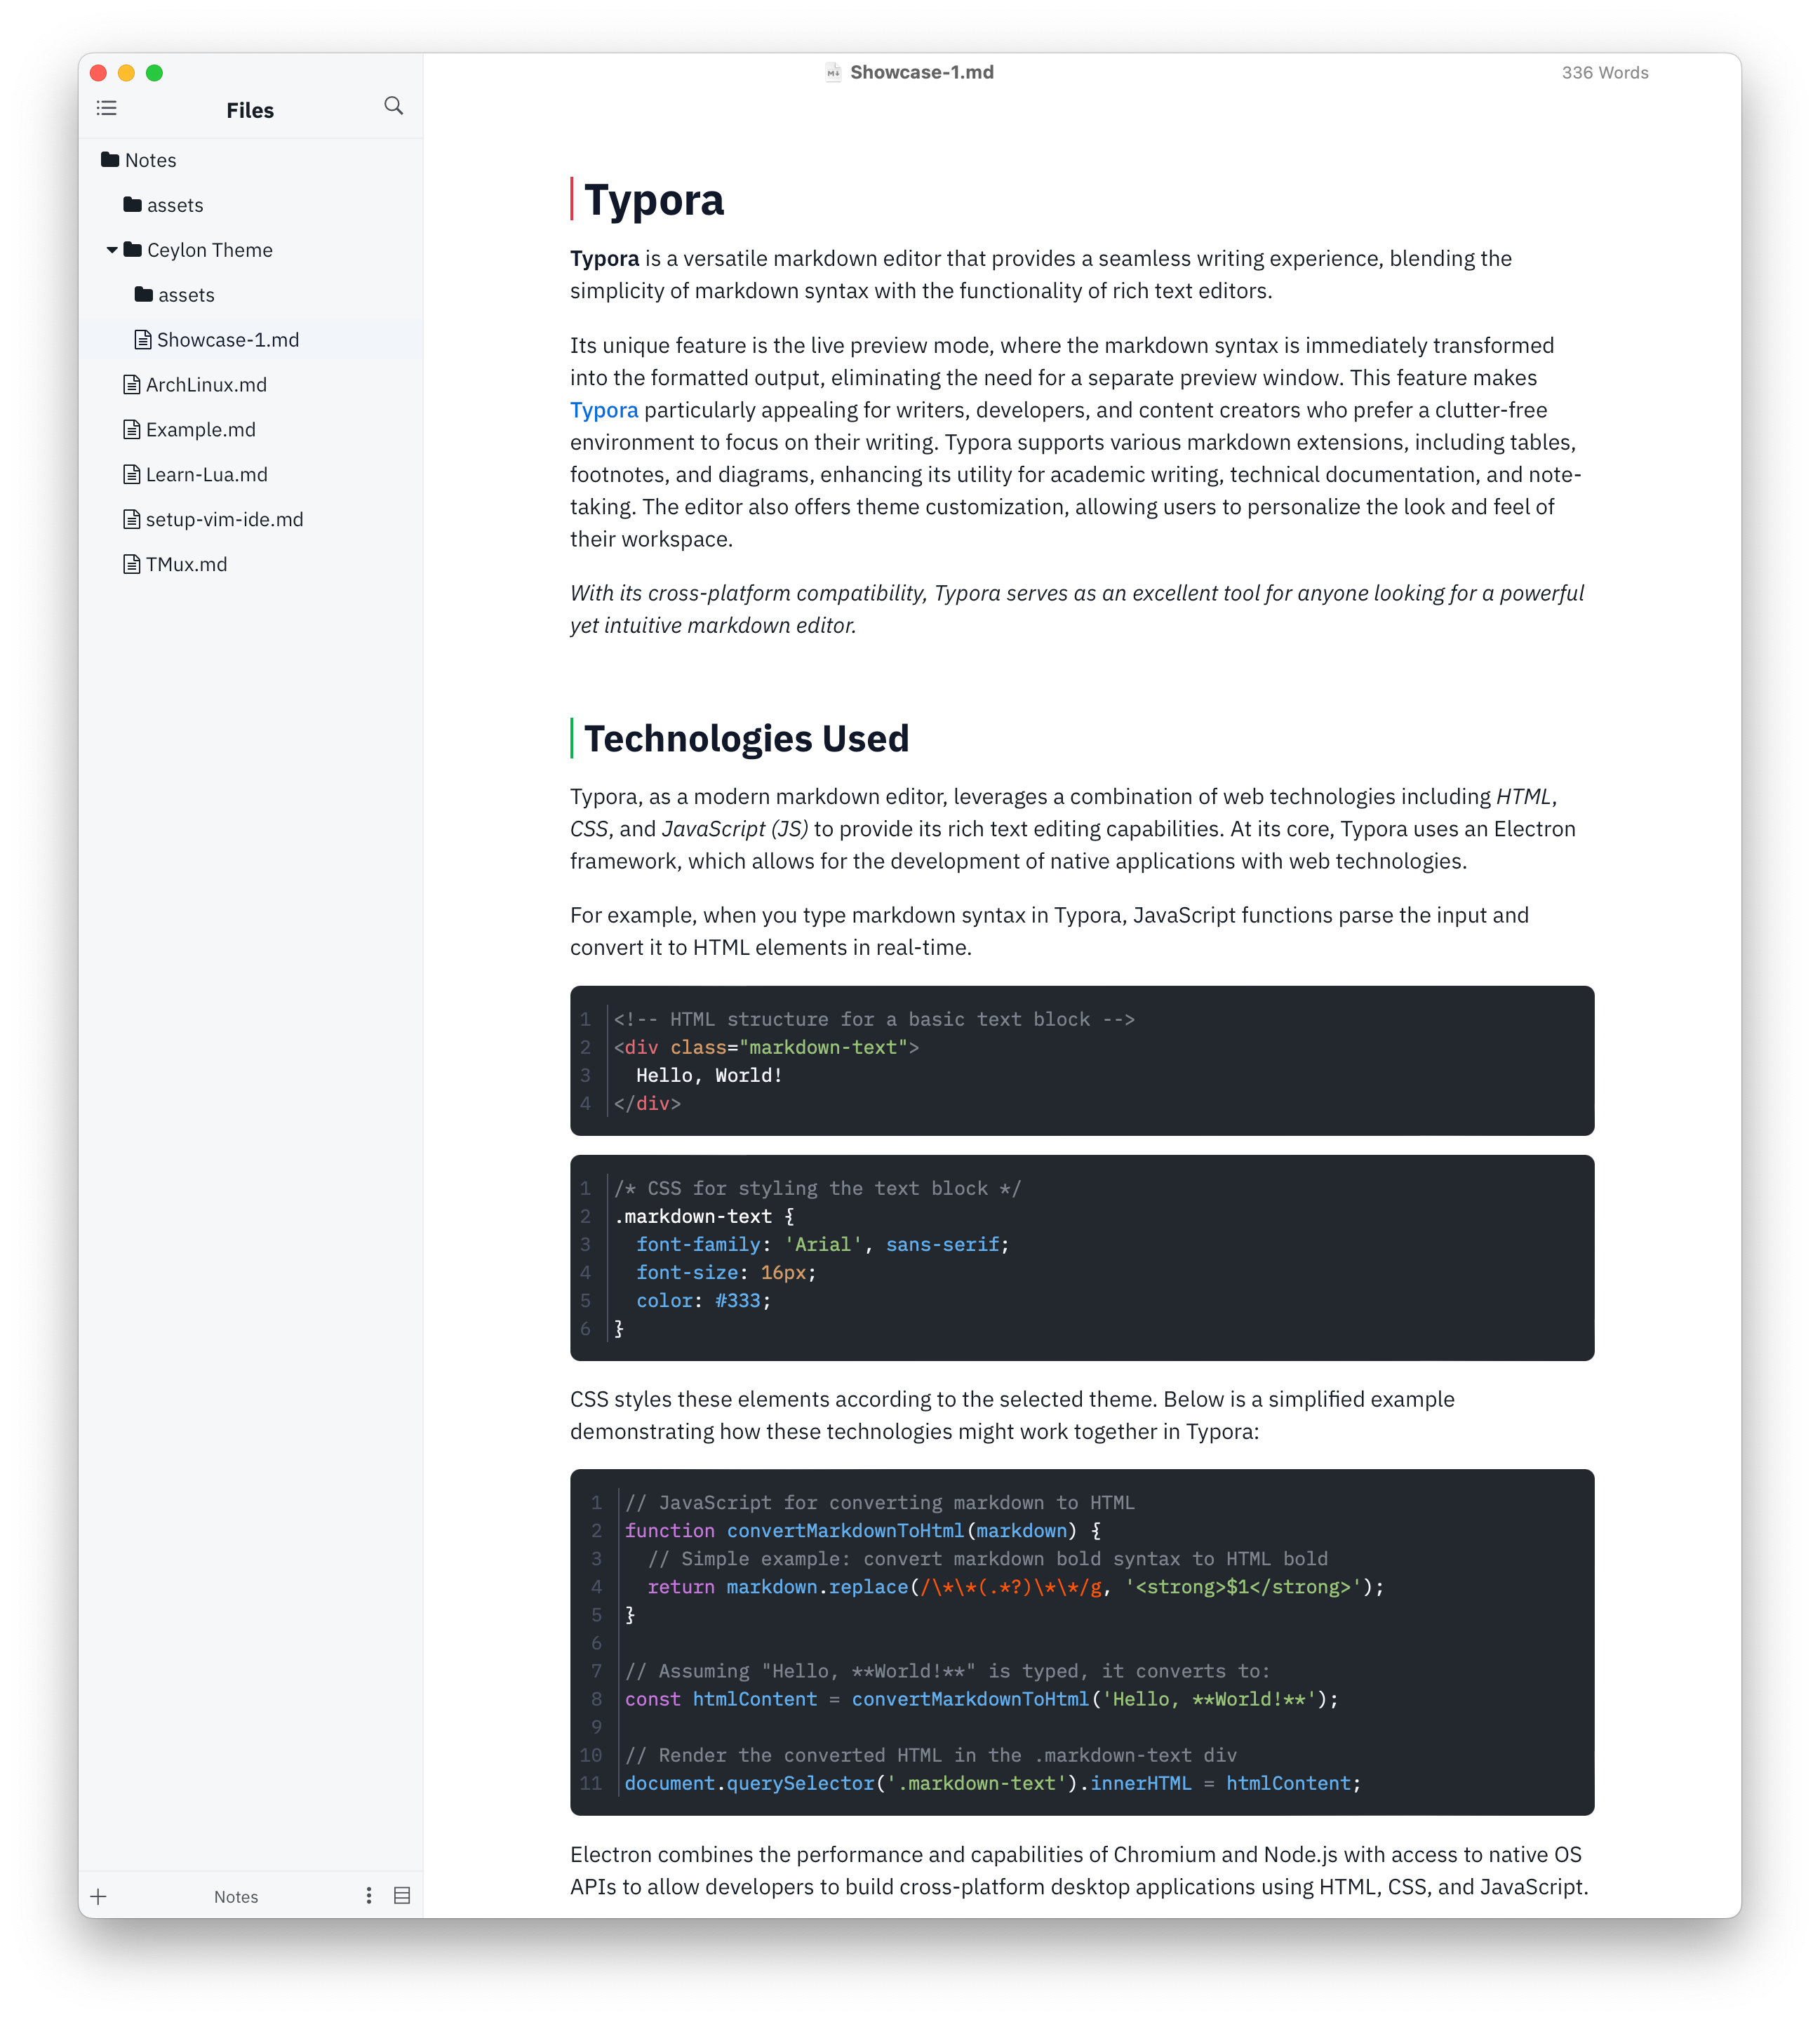 Showcase-1.md
336 Words
Files
Notes
assets
Ceylon Theme
assets
Showcase-1.md
ArchLinux.md
Example.md
Learn-Lua.md
setup-vim-ide.md
TMux.md
Notes
Typora
Typora is a versatile markdown editor that provides a seamless writing experience, blending the
simplicity of markdown syntax with the functionality of rich text editors.
Its unique feature is the live preview mode, where the markdown syntax is immediately transformed
into the formatted output, eliminating the need for a separate preview window. This feature makes
Typora particularly appealing for writers, developers, and content creators who prefer a clutter-free
environment to focus on their writing. Typora supports various markdown extensions, including tables,
footnotes, and diagrams, enhancing its utility for academic writing, technical documentation, and note-
taking. The editor also offers theme customization, allowing users to personalize the look and feel of
their workspace.
With its cross-platform compatibility, Typora serves as an excellent tool for anyone looking for a powerful
yet intuitive markdown editor.
Technologies Used
Typora, as a modern markdown editor, leverages a combination of web technologies including HTML,
CSS, and JavaScript (JS) to provide its rich text editing capabilities. At its core, Typora uses an Electron
framework, which allows for the development of native applications with web technologies.
For example, when you type markdown syntax in Typora, JavaScript functions parse the input and
convert it to HTML elements in real-time.
1 <!-- HTML structure for a basic text block -->
2 <div class="markdown-text">
3   Hello, World!
4 </div>
1 /* CSS for styling the text block */
2 .markdown-text {
3   font-family: 'Arial', sans-serif;
4   font-size: 16px;
5   color: #333;
6 }
CSS styles these elements according to the selected theme. Below is a simplified example
demonstrating how these technologies might work together in Typora:
1 // JavaScript for converting markdown to HTML
2 function convertMarkdownToHtml(markdown) {
3   // Simple example: convert markdown bold syntax to HTML bold
4   return markdown.replace(/\*\*(.*?)\*\*/g, '<strong>$1</strong>');
5 }
6
7 // Assuming "Hello, **World!**" is typed, it converts to:
8 const htmlContent = convertMarkdownToHtml('Hello, **World!**');
9
10 // Render the converted HTML in the .markdown-text div
11 document.querySelector('.markdown-text').innerHTML = htmlContent;
Electron combines the performance and capabilities of Chromium and Node.js with access to native OS
APIs to allow developers to build cross-platform desktop applications using HTML, CSS, and JavaScript.